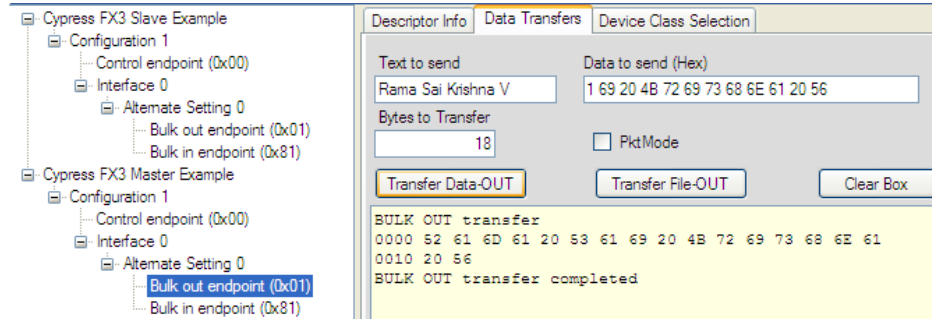 Cypress FX3 Slave Example
Configuration 1
Control endpoint (0x00)
Interface 0
Alternate Setting 0
Bulk out endpoint (0x01)
Bulk in endpoint (0x81)
Cypress FX3 Master Example
Configuration 1
Control endpoint (0x00)
Interface 0
Alternate Setting 0
Bulk out endpoint (0x01)
Bulk in endpoint (0x81)
Descriptor Info Data Transfers Device Class Selection
Text to send Data to send (Hex)
Rama Sai Krishna V 1 69 20 4B 72 69 73 68 6E 61 20 56
Bytes to Transfer
18 PktMode
Transfer Data-OUT Transfer File-OUT Clear Box
BULK OUT transfer
0000 52 61 6D 61 20 53 61 69 20 4B 72 69 73 68 6E 61
0010 20 56
BULK OUT transfer completed